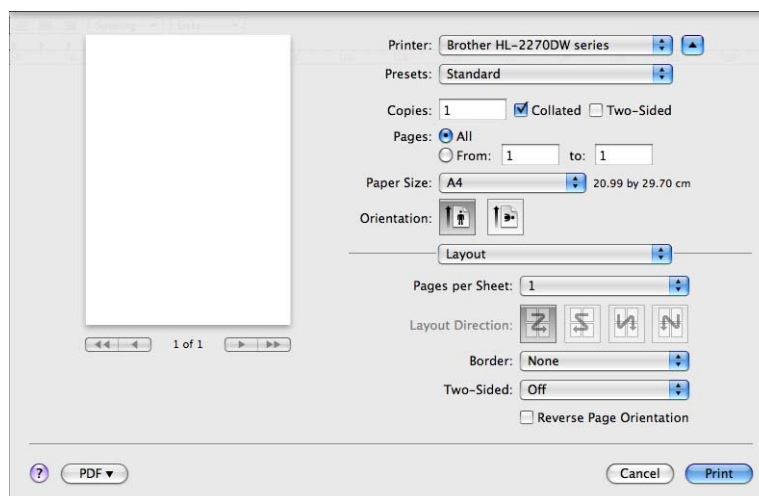 Printer: Brother HL-2270DW series
Presets: Standard
Copies: 1 Collated Two-Sided
Pages: All
From: 1 to: 1
Paper Size: A4 20.99 by 29.70 cm
Orientation:
Layout
Pages per Sheet: 1
Layout Direction:
1 of 1
Border: None
Two-Sided: Off
Reverse Page Orientation
? PDF Cancel Print